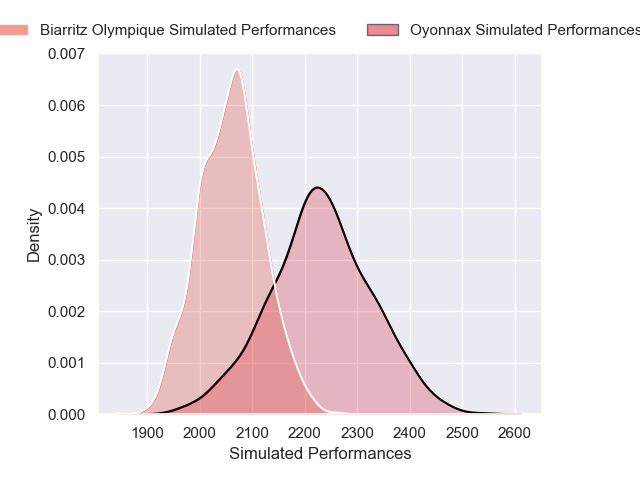 Biarritz Olympique Simulated Performances
Oyonnax Simulated Performances
0.007
0.006
0.005
0.004
0.003
0.002
0.001
0.000
Density
1900 2000 2100 2200 2300 2400 2500 2600
Simulated Performances